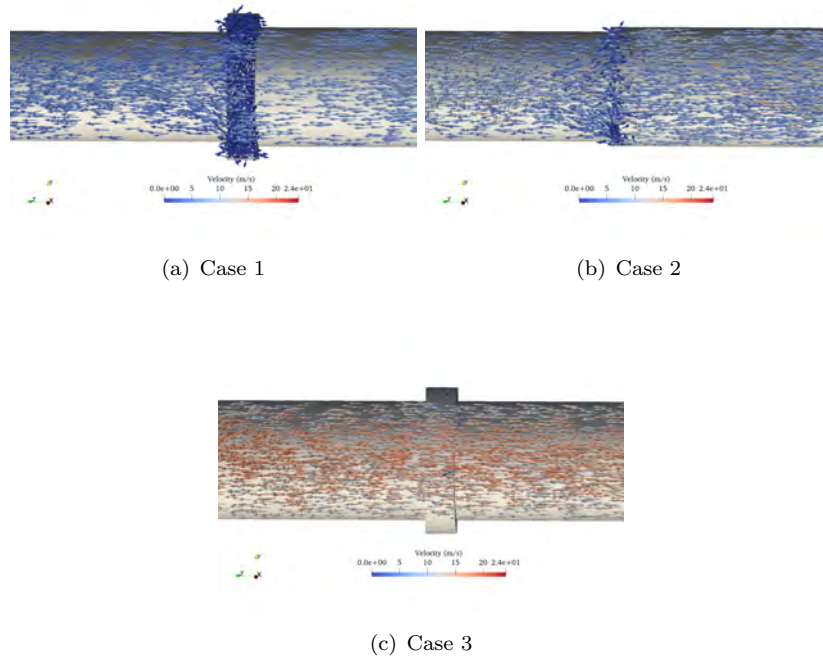 Velocity (m/s)
0.0e+00 5 10 15 20 2.4e+01
Y
Z X
(a) Case 1
Velocity (m/s)
0.0e+00 5 10 15 20 2.4e+01
Y
Z X
(b) Case 2
Velocity (m/s)
0.0e+00 5 10 15 20 2.4e+01
Y
Z X
(c) Case 3